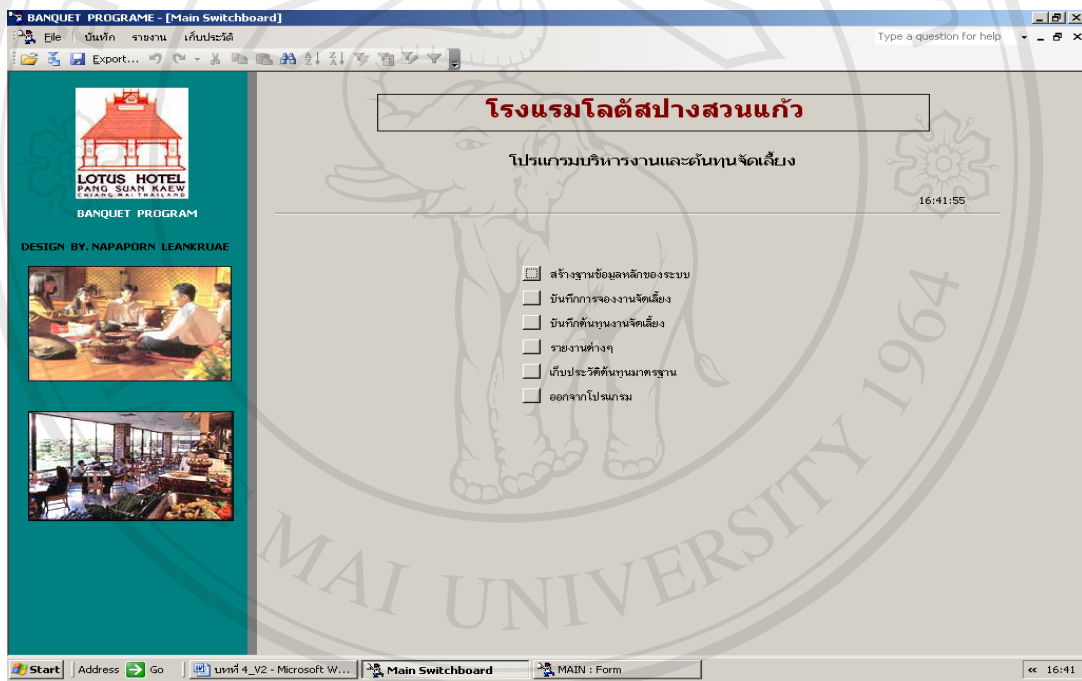 BANQUET PROGRAME - [Main Switchboard]
File บันทึก รายงาน เก็บประวัติ
Type a question for help
Export...
LOTUS HOTEL
PANG SUAN KAEW
CHIANG MAI THAILAND
BANQUET PROGRAM
DESIGN BY. NAPAPORN LEANKRUAE
โรงแรมโลตัสปางสวนแก้ว
โปรแกรมบริหารงานและต้นทุนจัดเลี้ยง
16:41:55
สร้างฐานข้อมูลหลักของระบบ
บันทึกการจองงานจัดเลี้ยง
บันทึกต้นทุนงานจัดเลี้ยง
รายงานต่างๆ
เก็บประวัติต้นทุนมาตรฐาน
ออกจากโปรแกรม
MAI UNIVERSITY 1964
Start Address Go บทที่ 4_V2 - Microsoft W... Main Switchboard MAIN : Form 16:41